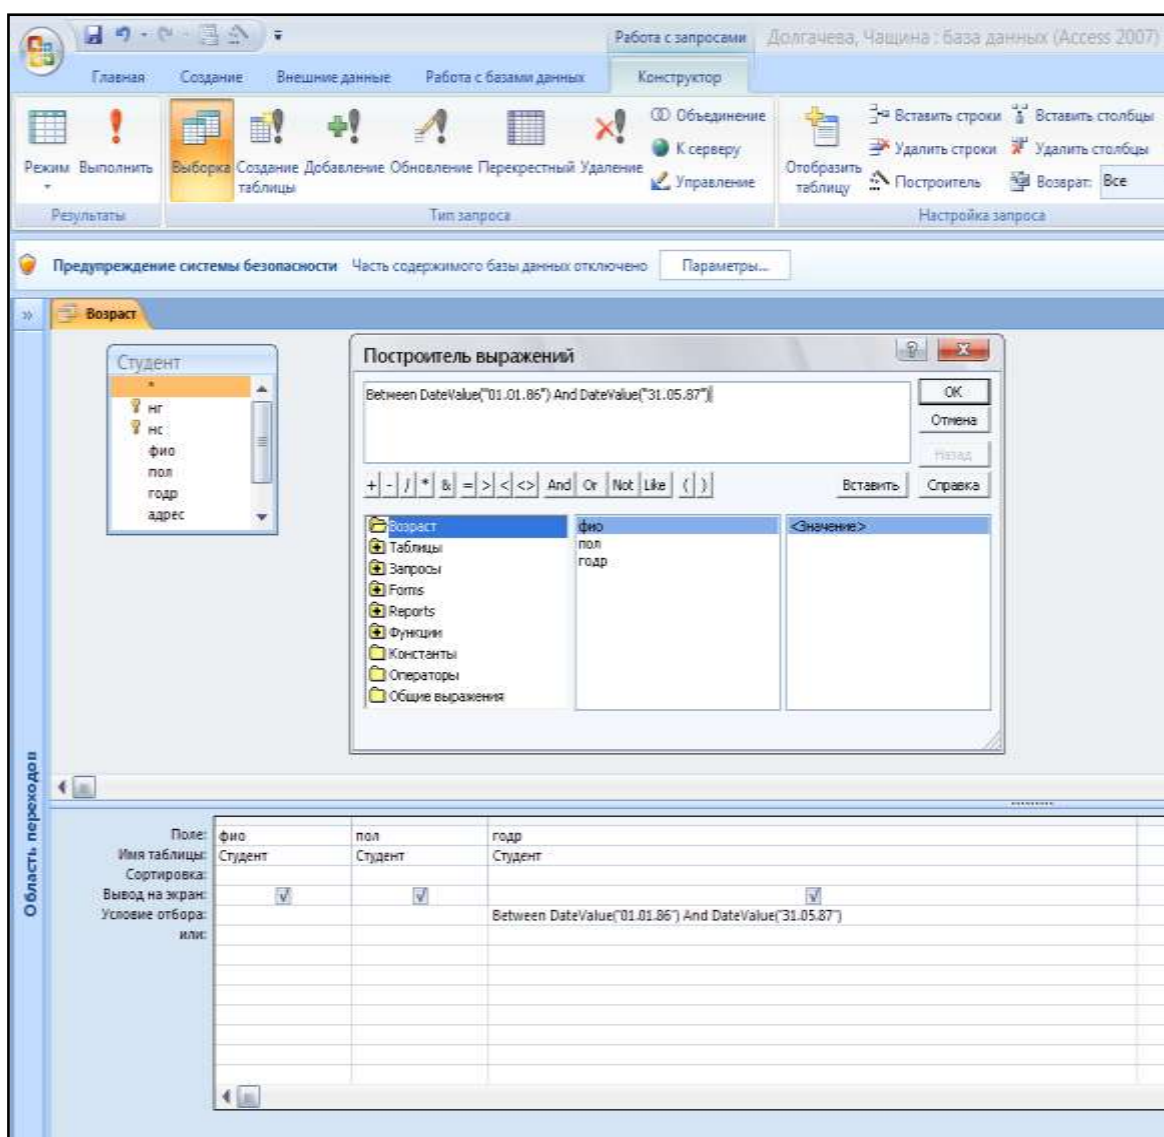 Работа с запросами Долгачева, Чащина : база данных (Access 2007)
Главная Создание Внешние данные Работа с базами данных Конструктор
Режим Выполнить Выборка Создание таблицы Добавление Обновление Перекрестный Удаление
Объединение
К серверу
Управление
Отобразить таблицу
Вставить строки Вставить столбцы
Удалить строки Удалить столбцы
Построитель Возврат: Все
Результаты Тип запроса Настройка запроса
Предупреждение системы безопасности Часть содержимого базы данных отключено Параметры...
» Возраст
Студент
*
нг
нс
фио
пол
годр
адрес
Построитель выражений
Between DateValue("01.01.86") And DateValue("31.05.87")
ОК
Отмена
Назад
+ - / * & = > < <> And Or Not Like ( ) Вставить Справка
Возраст фио <Значение>
Таблицы пол
Запросы годр
Forms
Reports
Функции
Константы
Операторы
Общие выражения
Область переходов
Поле: фио пол годр
Имя таблицы: Студент Студент Студент
Сортировка:
Вывод на экран:
Условие отбора: Between DateValue("01.01.86") And DateValue("31.05.87")
или: